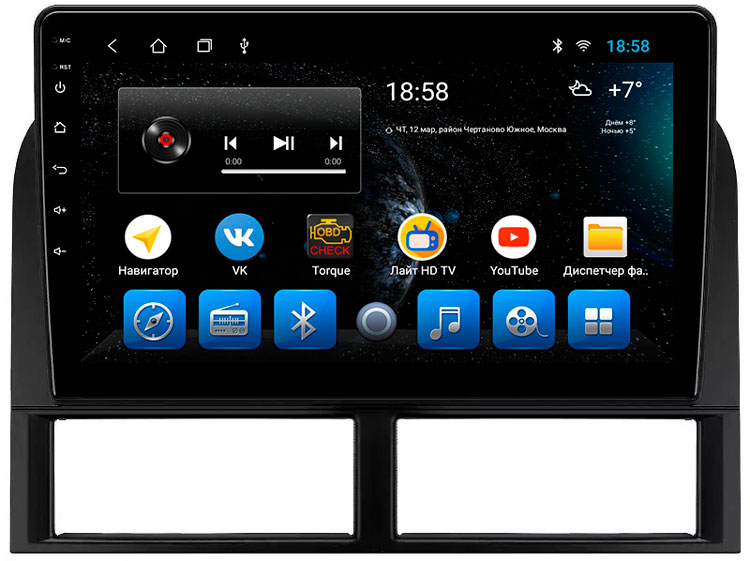 MIC
18:58
RST
18:58
+7°
ЧТ, 12 мар, район Чертаново Южное, Москва
Днём +8°
Ночью +5°
0:00
0:00
OBD
CHECK
Навигатор
VK
Torque
Лайт HD TV
YouTube
Диспетчер фа..